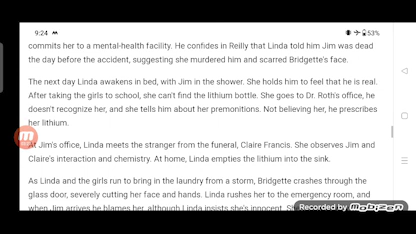 9:24 53%
commits her to a mental-health facility. He confides in Reilly that Linda told him Jim was dead
the day before the accident, suggesting she murdered him and scarred Bridgette's face.
The next day Linda awakens in bed, with Jim in the shower. She holds him to feel that he is real.
After taking the girls to school, she can't find the lithium bottle. She goes to Dr. Roth's office, he
doesn't recognize her, and she tells him about her premonitions. Not believing her, he prescribes
her lithium.
At Jim's office, Linda meets the stranger from the funeral, Claire Francis. She observes Jim and
Claire's interaction and chemistry. At home, Linda empties the lithium into the sink.
As Linda and the girls run to bring in the laundry from a storm, Bridgette crashes through the
glass door, severely cutting her face and hands. Linda rushes her to the emergency room, and
when Jim arrives he blames her, although Linda insists she's innocent.
Recorded by Mobizen